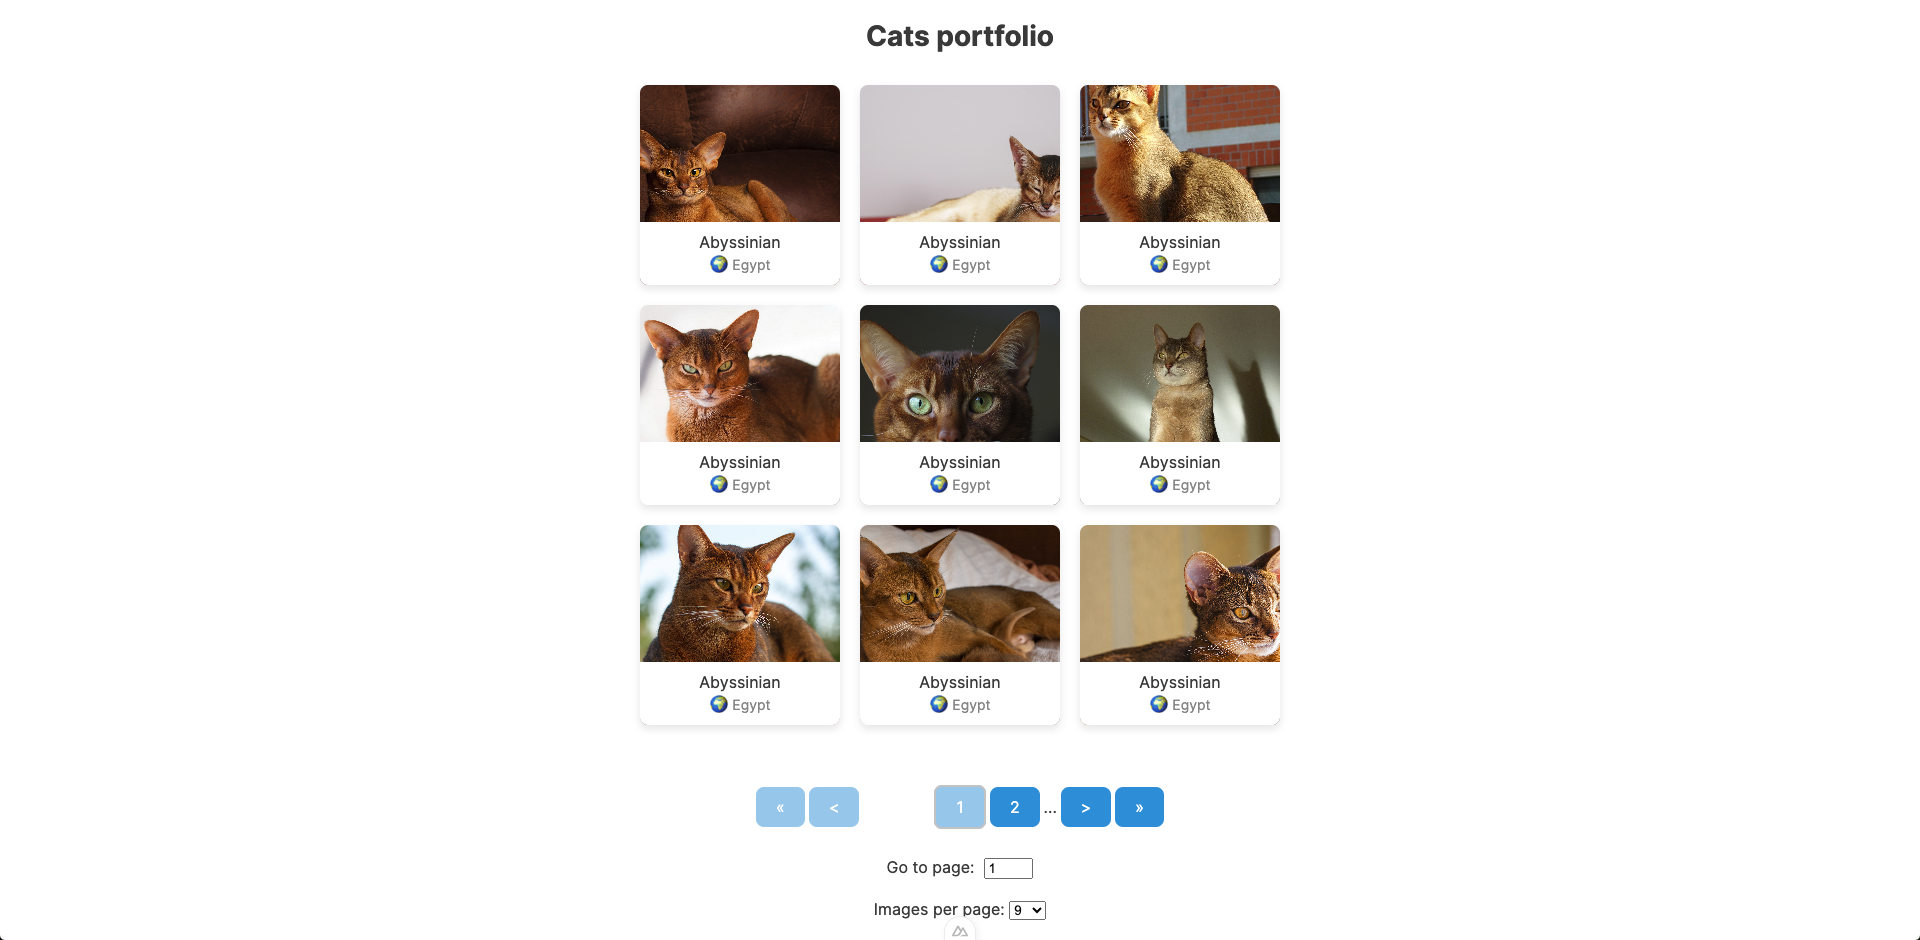 Cats portfolio
Abyssinian
🌍 Egypt
Abyssinian
🌍 Egypt
Abyssinian
🌍 Egypt
Abyssinian
🌍 Egypt
Abyssinian
🌍 Egypt
Abyssinian
🌍 Egypt
Abyssinian
🌍 Egypt
Abyssinian
🌍 Egypt
Abyssinian
🌍 Egypt
« < 1 2 ... > »
Go to page: 1
Images per page: 9